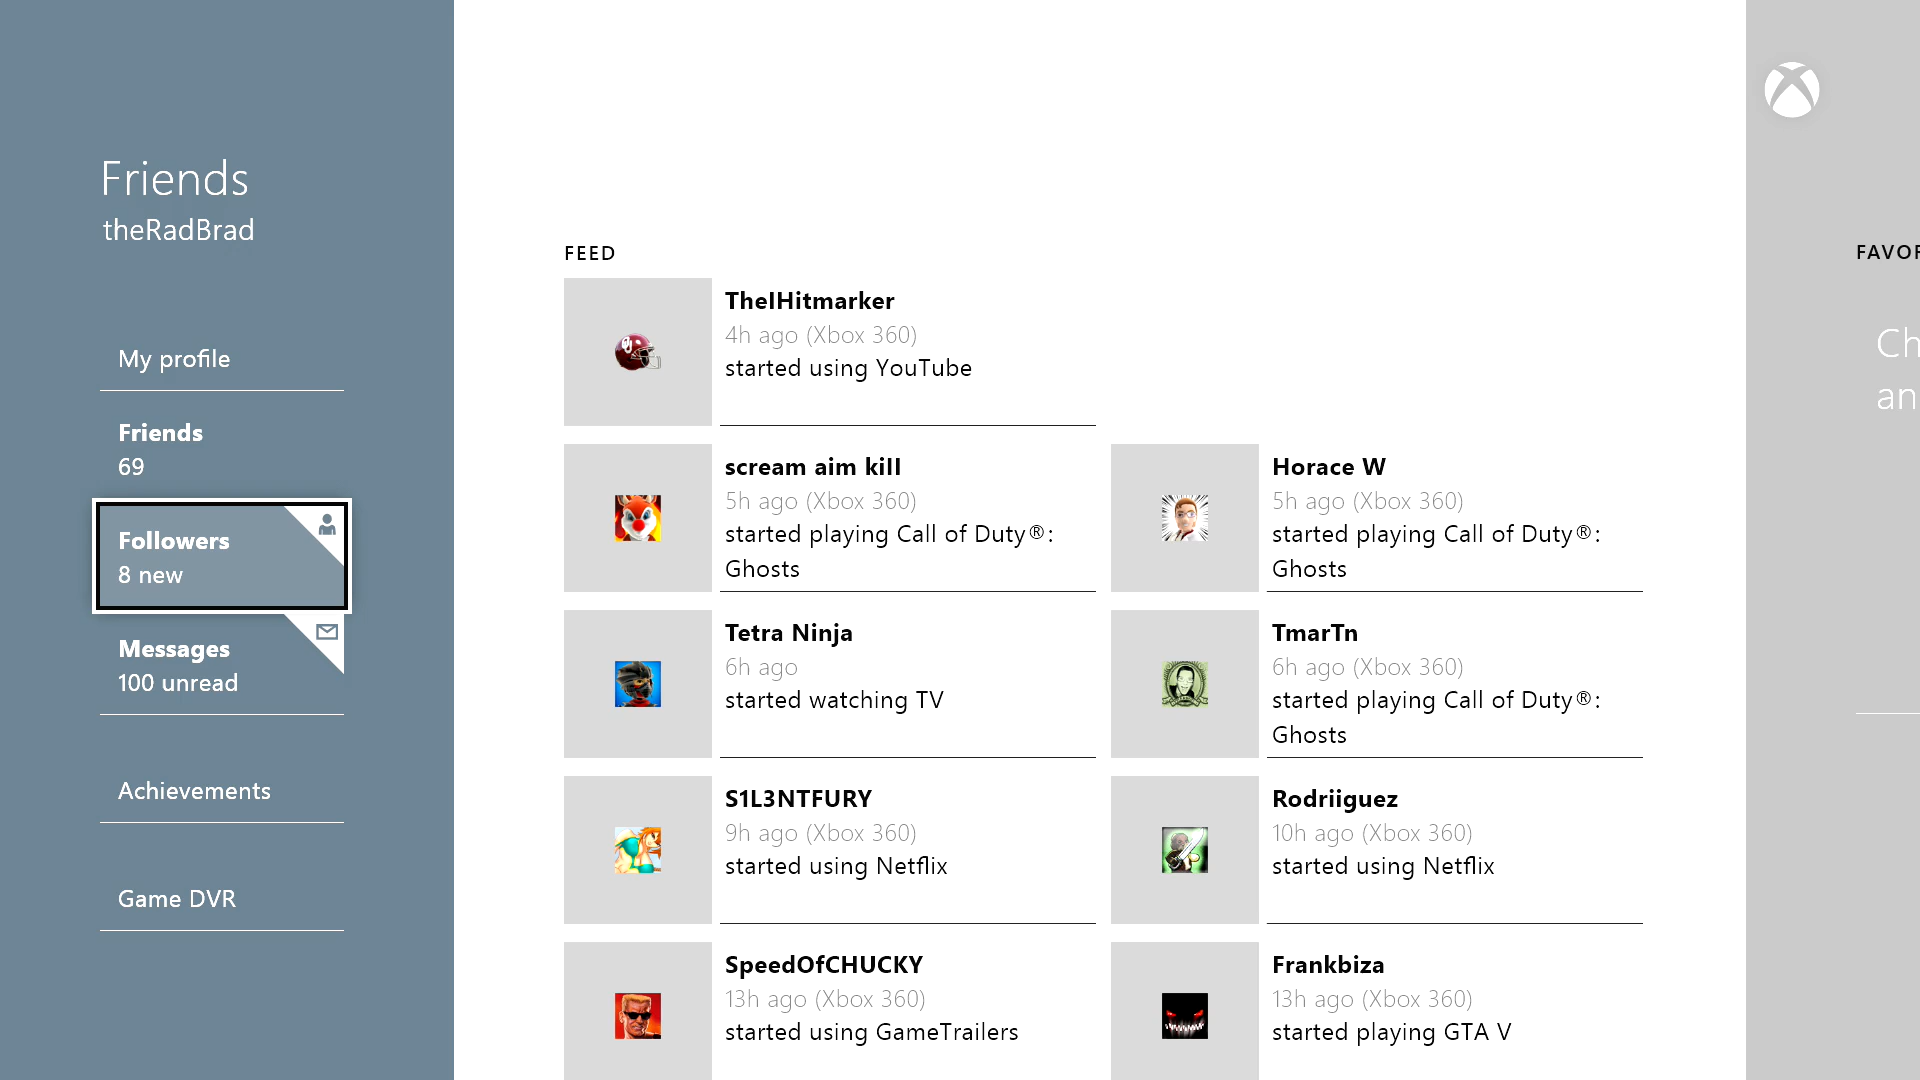 Friends
theRadBrad
My profile
Friends
69
Followers
8 new
Messages
100 unread
Achievements
Game DVR
FEED
TheIHitmarker
4h ago (Xbox 360)
started using YouTube
scream aim kiII
5h ago (Xbox 360)
started playing Call of Duty®:
Ghosts
Horace W
5h ago (Xbox 360)
started playing Call of Duty®:
Ghosts
Tetra Ninja
6h ago
started watching TV
TmarTn
6h ago (Xbox 360)
started playing Call of Duty®:
Ghosts
S1L3NTFURY
9h ago (Xbox 360)
started using Netflix
Rodriiguez
10h ago (Xbox 360)
started using Netflix
SpeedOfCHUCKY
13h ago (Xbox 360)
started using GameTrailers
Frankbiza
13h ago (Xbox 360)
started playing GTA V
FAVOR
Ch
an